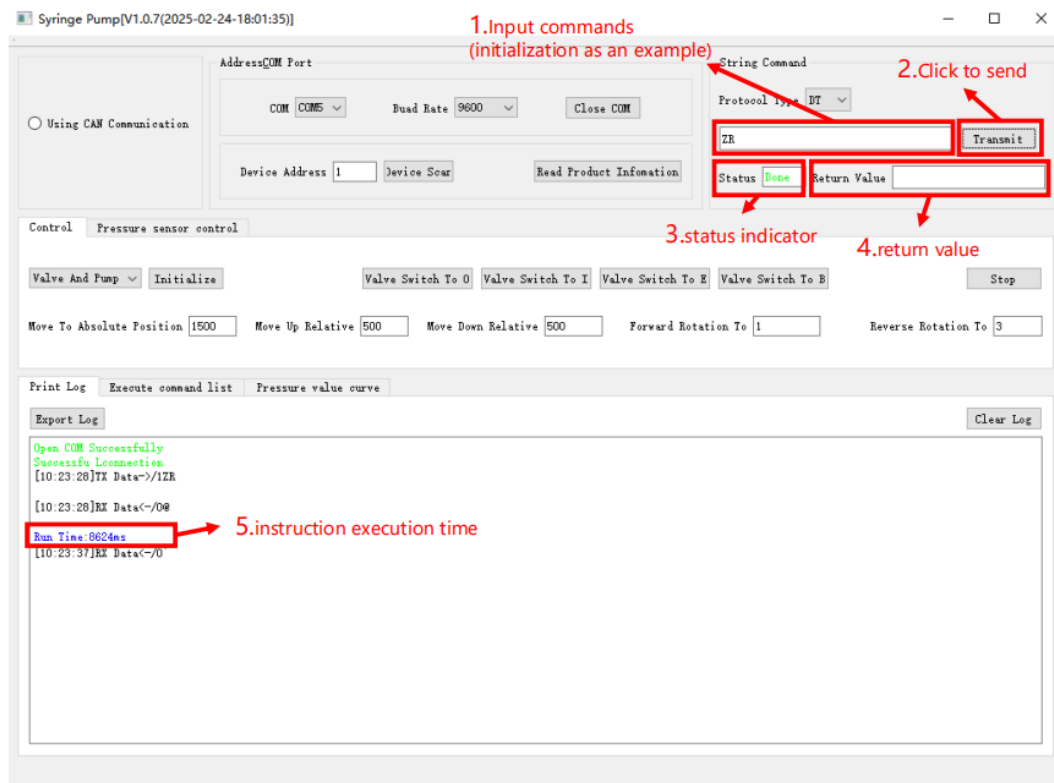 Syringe Pump[V1.0.7(2025-02-24-18:01:35)]
1.Input commands
(initialization as an example)
AddressCOM Port
String Command
2.Click to send
Using CAN Communication
COM COM5 Buad Rate 9600 Close COM
Protocol Type DT
ZR Transmit
Device Address 1 Device Scar Read Product Infomation
Status Done Return Value
3.status indicator
4.return value
Control Pressure sensor control
Valve And Pump Initialize Valve Switch To O Valve Switch To I Valve Switch To E Valve Switch To B Stop
Move To Absolute Position 1500 Move Up Relative 500 Move Down Relative 500 Forward Rotation To 1 Reverse Rotation To 3
Print Log Execute command list Pressure value curve
Export Log Clear Log
Open COM Successfully
Successfu Lconnection
[10:23:28]TX Data->/1ZR
[10:23:28]RX Data<-/0@
Run Time:8624ms
5.instruction execution time
[10:23:37]RX Data<-/0`